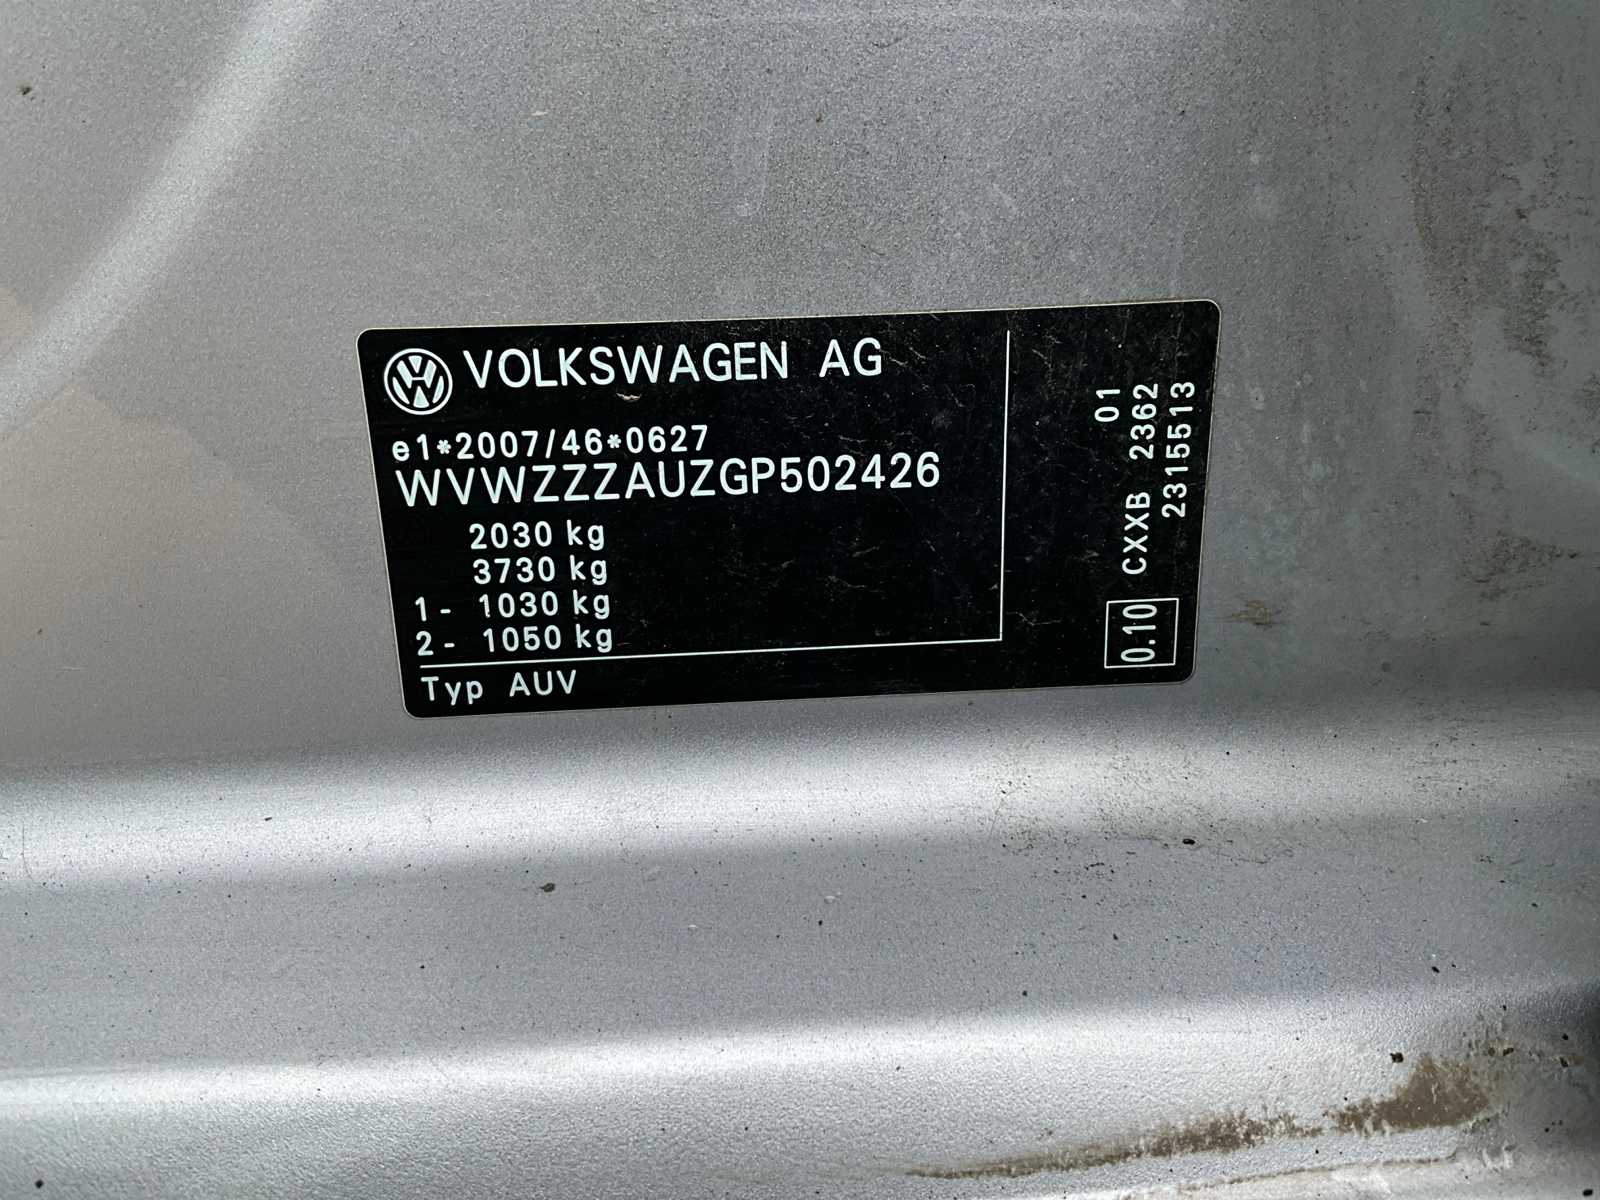 VOLKSWAGEN AG
e1*2007/46*0627
WVWZZZAUZGP502426
2030 kg
3730 kg
1- 1030 kg
2- 1050 kg
Typ AUV
01
0.10 CXXB 2362
2315513